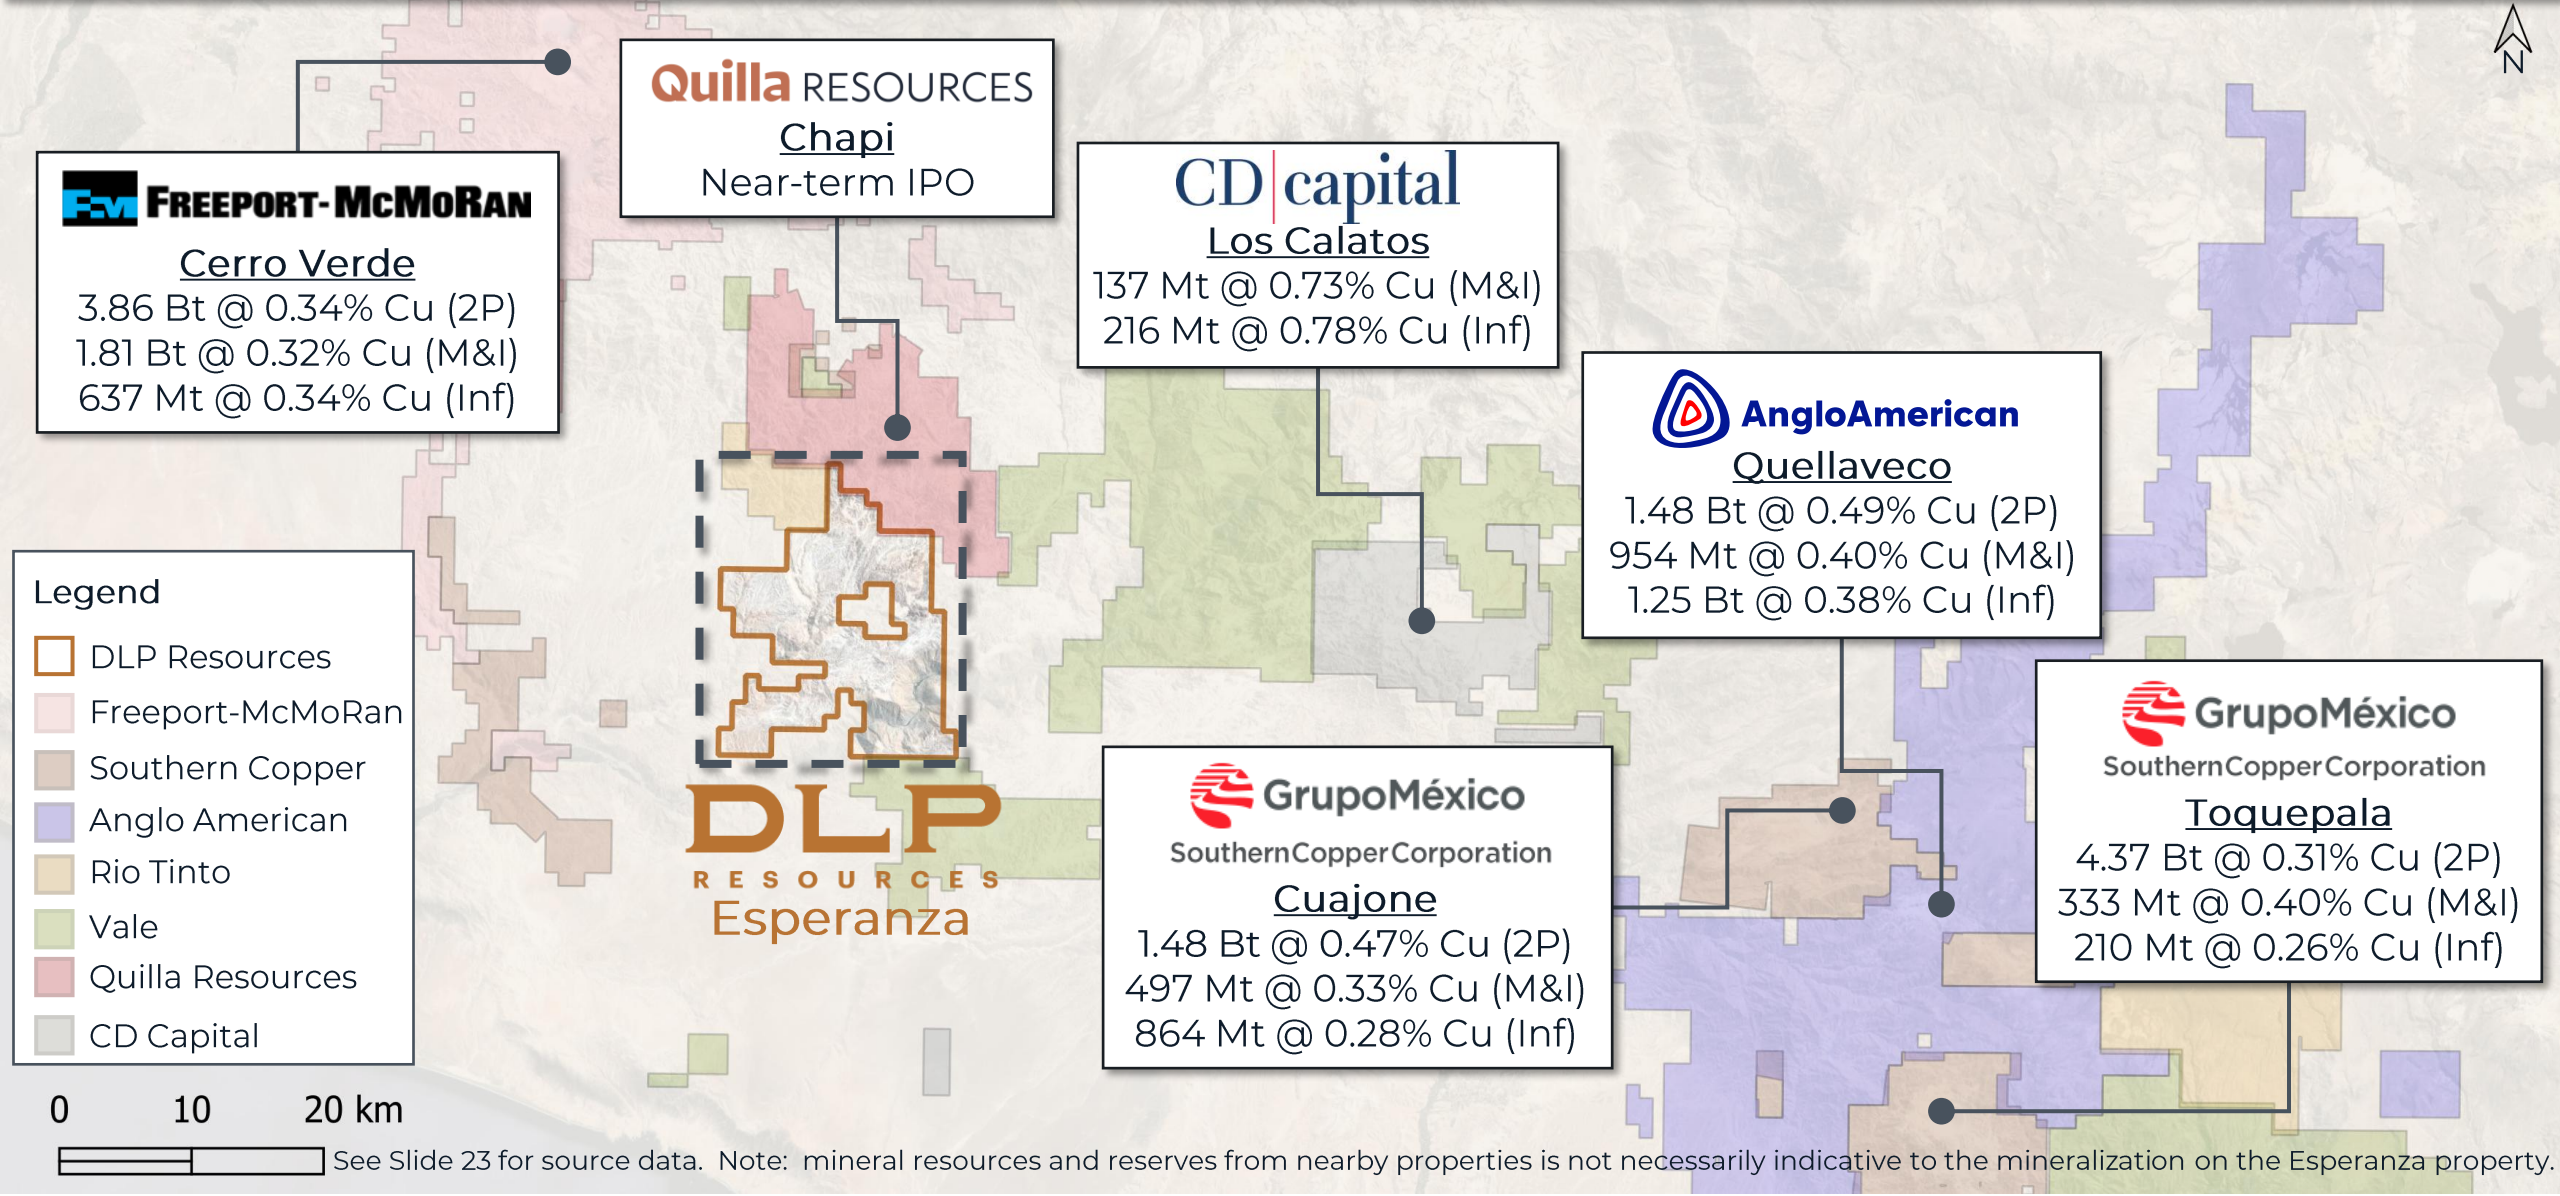 N
Quilla RESOURCES
Chapi
Near-term IPO
FM FREEPORT-McMoRAN
Cerro Verde
3.86 Bt @ 0.34% Cu (2P)
1.81 Bt @ 0.32% Cu (M&I)
637 Mt @ 0.34% Cu (Inf)
CD capital
Los Calatos
137 Mt @ 0.73% Cu (M&I)
216 Mt @ 0.78% Cu (Inf)
AngloAmerican
Quellaveco
1.48 Bt @ 0.49% Cu (2P)
954 Mt @ 0.40% Cu (M&I)
1.25 Bt @ 0.38% Cu (Inf)
GrupoMéxico
SouthernCopperCorporation
Toquepala
4.37 Bt @ 0.31% Cu (2P)
333 Mt @ 0.40% Cu (M&I)
210 Mt @ 0.26% Cu (Inf)
GrupoMéxico
SouthernCopperCorporation
Cuajone
1.48 Bt @ 0.47% Cu (2P)
497 Mt @ 0.33% Cu (M&I)
864 Mt @ 0.28% Cu (Inf)
DLP
RESOURCES
Esperanza
Legend
DLP Resources
Freeport-McMoRan
Southern Copper
Anglo American
Rio Tinto
Vale
Quilla Resources
CD Capital
0 10 20 km
See Slide 23 for source data. Note: mineral resources and reserves from nearby properties is not necessarily indicative to the mineralization on the Esperanza property.